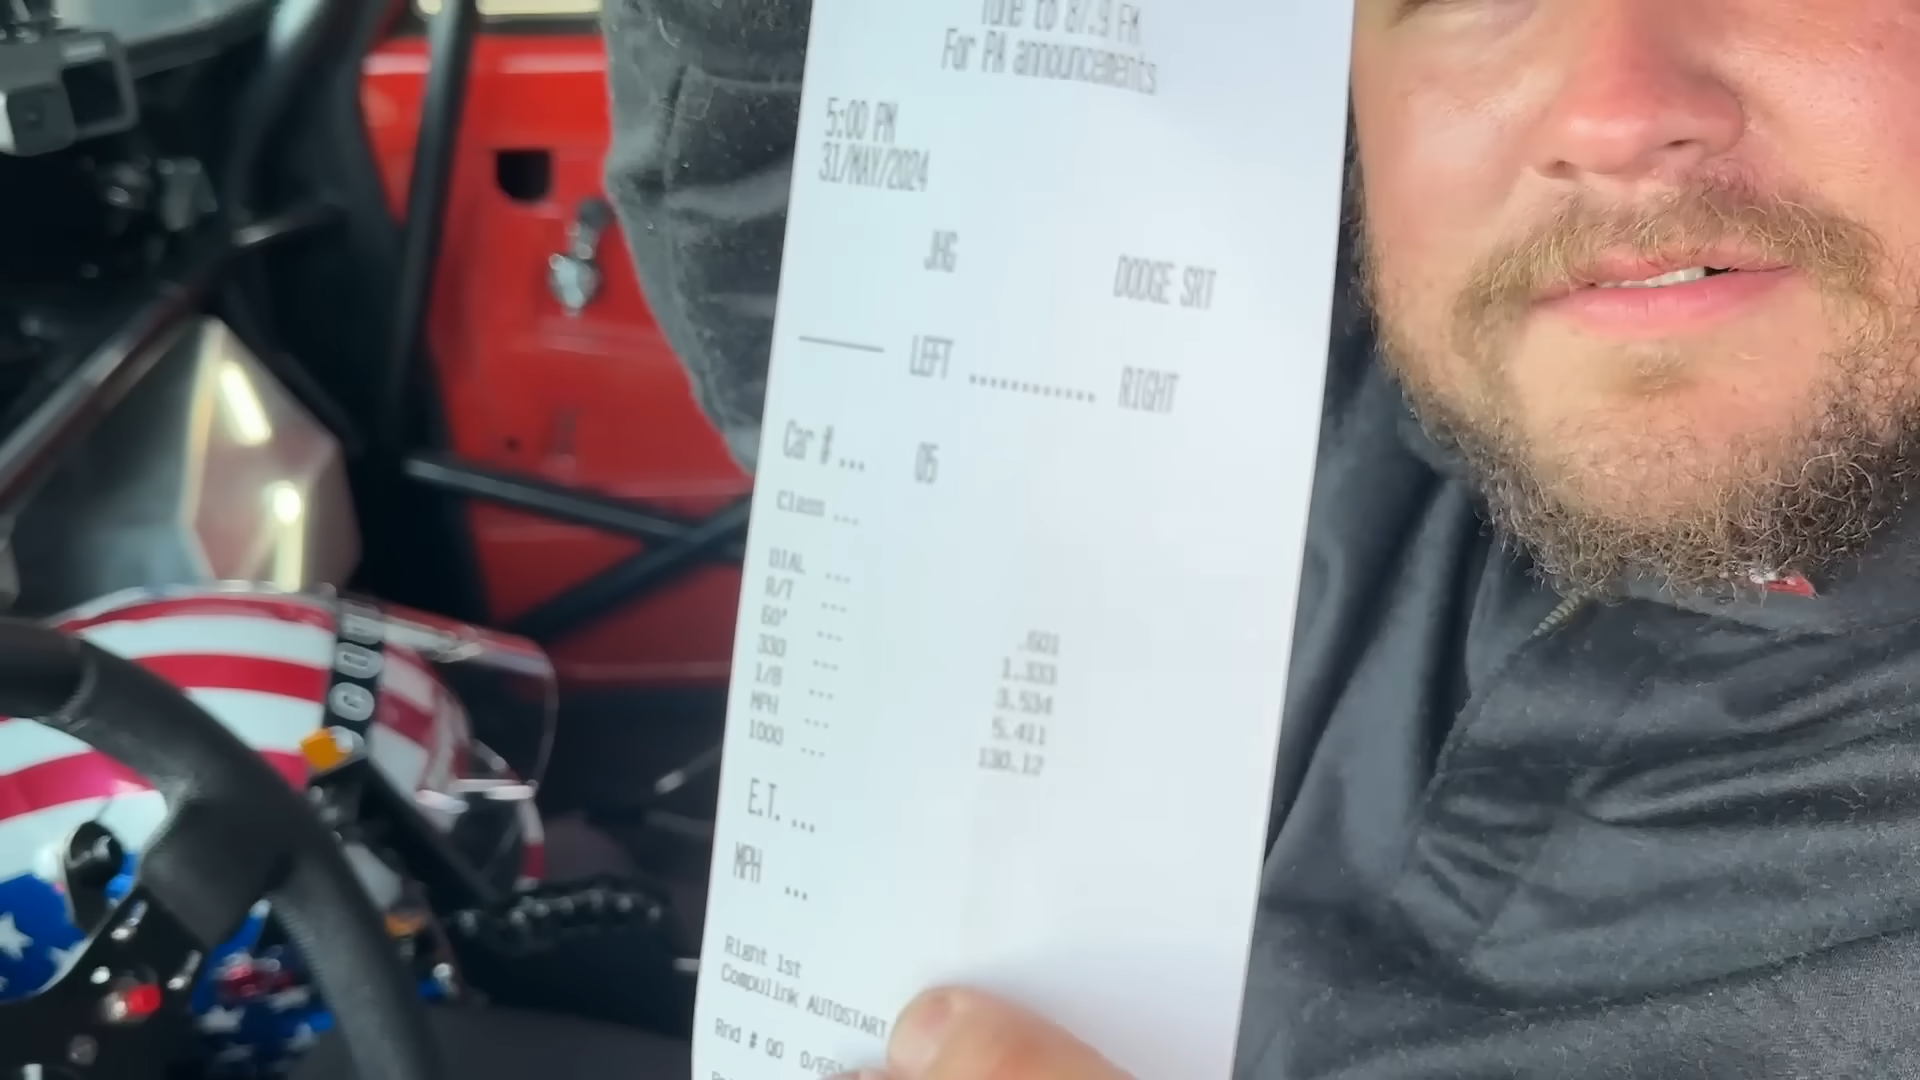 Tune to 87.9 FM
For PA announcements
5:00 PM
31/MAY/2024
JHG DODGE SRT
LEFT ............ RIGHT
Car # ... 05
Class ...
DIAL ...
R/T ... .601
60' ... 1.333
330 ... 3.534
1/8 ... 5.411
MPH ... 130.12
1000 ...
E.T. ...
MPH ...
Right 1st
Compulink AUTOSTART
Rnd # Q0